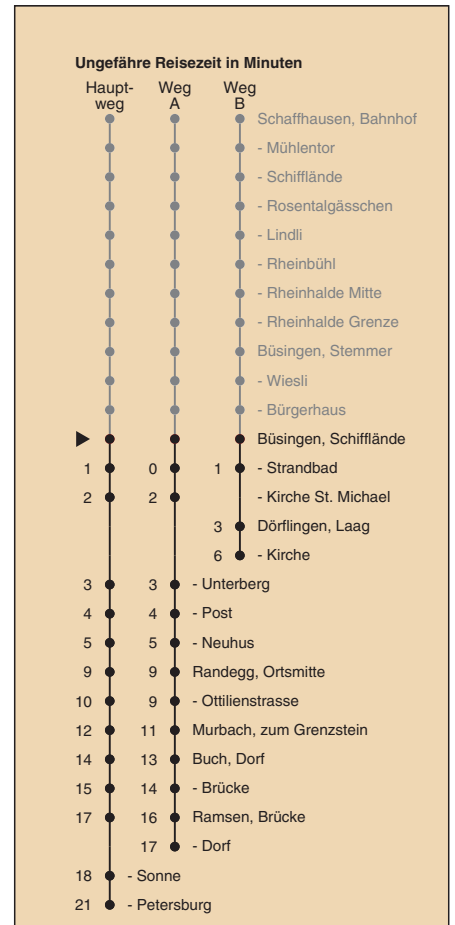 Ungefähre Reisezeit in Minuten
Haupt- Weg Weg
weg A B
Schaffhausen, Bahnhof
- Mühlentor
- Schifflände
- Rosentalgässchen
- Lindli
- Rheinbühl
- Rheinhalde Mitte
- Rheinhalde Grenze
Büsingen, Stemmer
- Wiesli
- Bürgerhaus
Büsingen, Schifflände
1 0 1 - Strandbad
2 2 - Kirche St. Michael
3 Dörflingen, Laag
6 - Kirche
3 3 - Unterberg
4 4 - Post
5 5 - Neuhus
9 9 Randegg, Ortsmitte
10 9 - Ottilienstrasse
12 11 Murbach, zum Grenzstein
14 13 Buch, Dorf
15 14 - Brücke
17 16 Ramsen, Brücke
17 - Dorf
18 - Sonne
21 - Petersburg